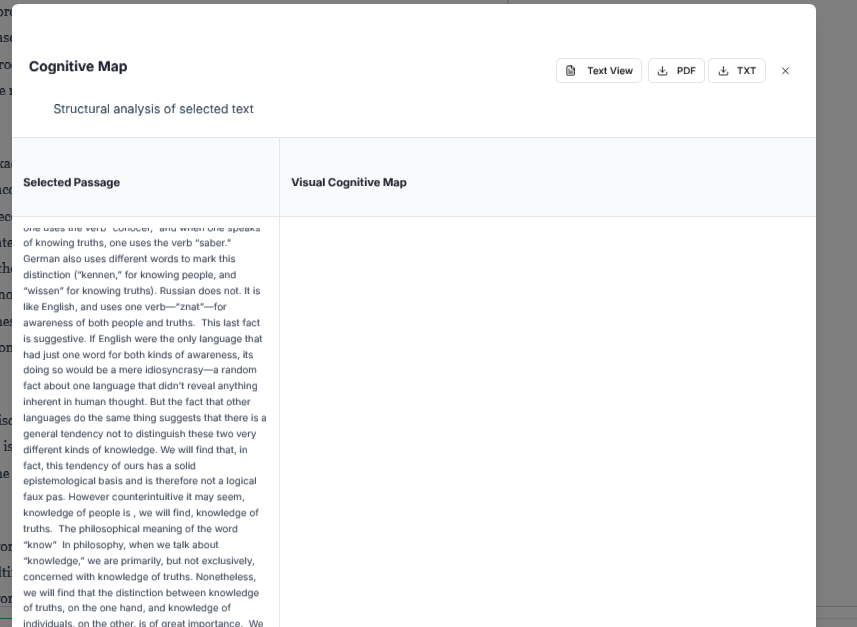 Cognitive Map
Text View
PDF
TXT
Structural analysis of selected text
Selected Passage
Visual Cognitive Map
one uses the verb “conocer,” and when one speaks
of knowing truths, one uses the verb “saber.”
German also uses different words to mark this
distinction (“kennen,” for knowing people, and
“wissen” for knowing truths). Russian does not. It is
like English, and uses one verb—“znat”—for
awareness of both people and truths.  This last fact
is suggestive. If English were the only language that
had just one word for both kinds of awareness, its
doing so would be a mere idiosyncrasy—a random
fact about one language that didn’t reveal anything
inherent in human thought. But the fact that other
languages do the same thing suggests that there is a
general tendency not to distinguish these two very
different kinds of knowledge. We will find that, in
fact, this tendency of ours has a solid
epistemological basis and is therefore not a logical
faux pas. However counterintuitive it may seem,
knowledge of people is , we will find, knowledge of
truths.  The philosophical meaning of the word
“know”  In philosophy, when we talk about
“knowledge,” we are primarily, but not exclusively,
concerned with knowledge of truths. Nonetheless,
we will find that the distinction between knowledge
of truths, on the one hand, and knowledge of
individuals, on the other, is of great importance.  We